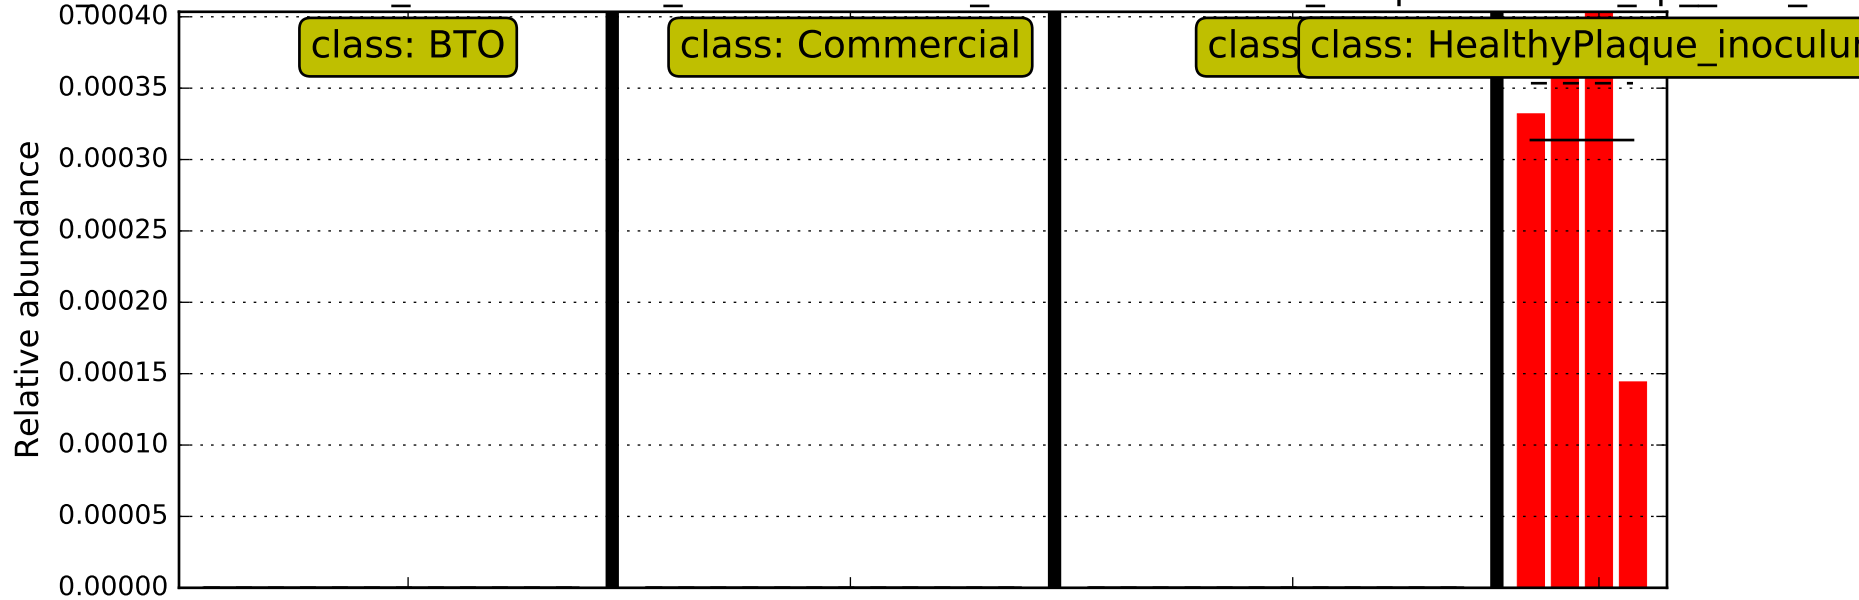 0.00040
class: BTO
class: Commercial
class
class: HealthyPlaque_inoculu
0.00035
0.00030
0.00025
0.00020
0.00015
0.00010
0.00005
0.00000
Relative abundance